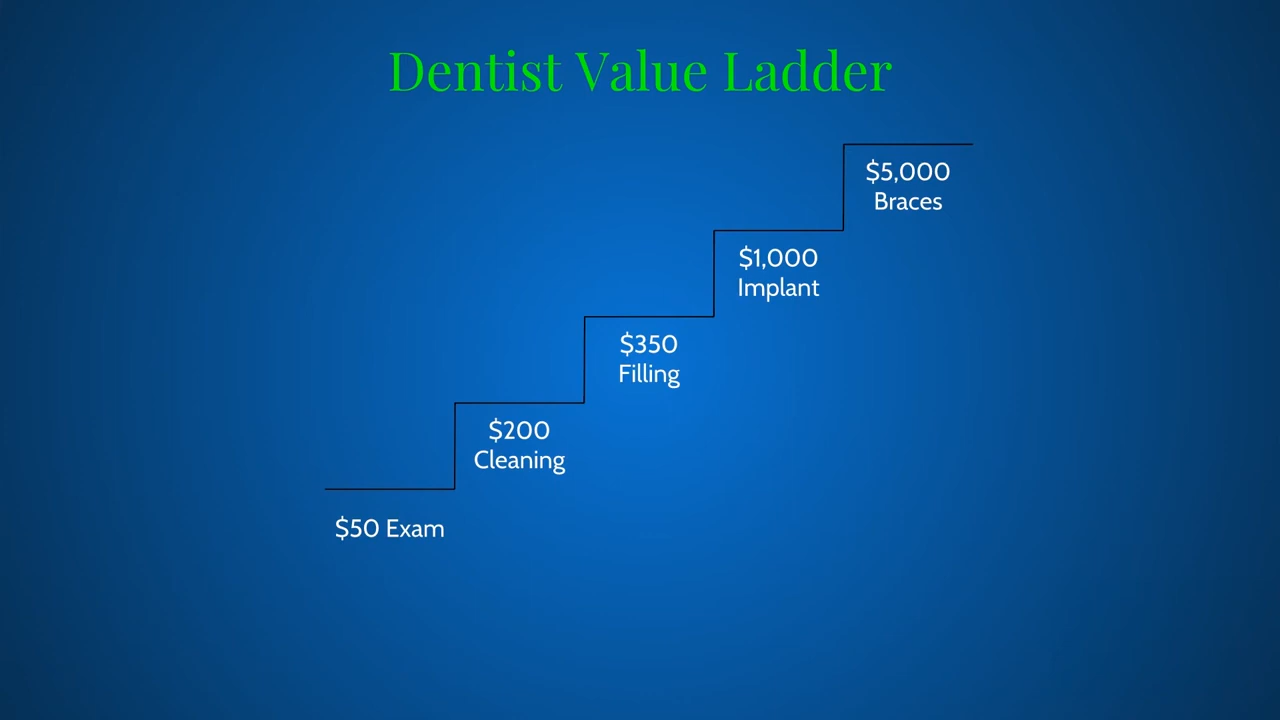 Dentist Value Ladder
$5,000
Braces
$1,000
Implant
$350
Filling
$200
Cleaning
$50 Exam